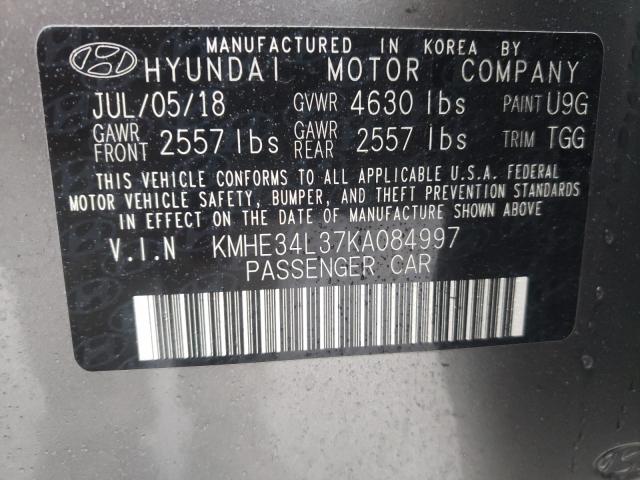 MANUFACTURED IN KOREA BY
HYUNDAI MOTOR COMPANY
JUL/05/18 GVWR 4630 lbs PAINT U9G
GAWR FRONT 2557 lbs GAWR REAR 2557 lbs TRIM TGG
THIS VEHICLE CONFORMS TO ALL APPLICABLE U.S.A. FEDERAL
MOTOR VEHICLE SAFETY, BUMPER, AND THEFT PREVENTION STANDARDS
IN EFFECT ON THE DATE OF MANUFACTURE SHOWN ABOVE.
V.I.N KMHE34L37KA084997
PASSENGER CAR